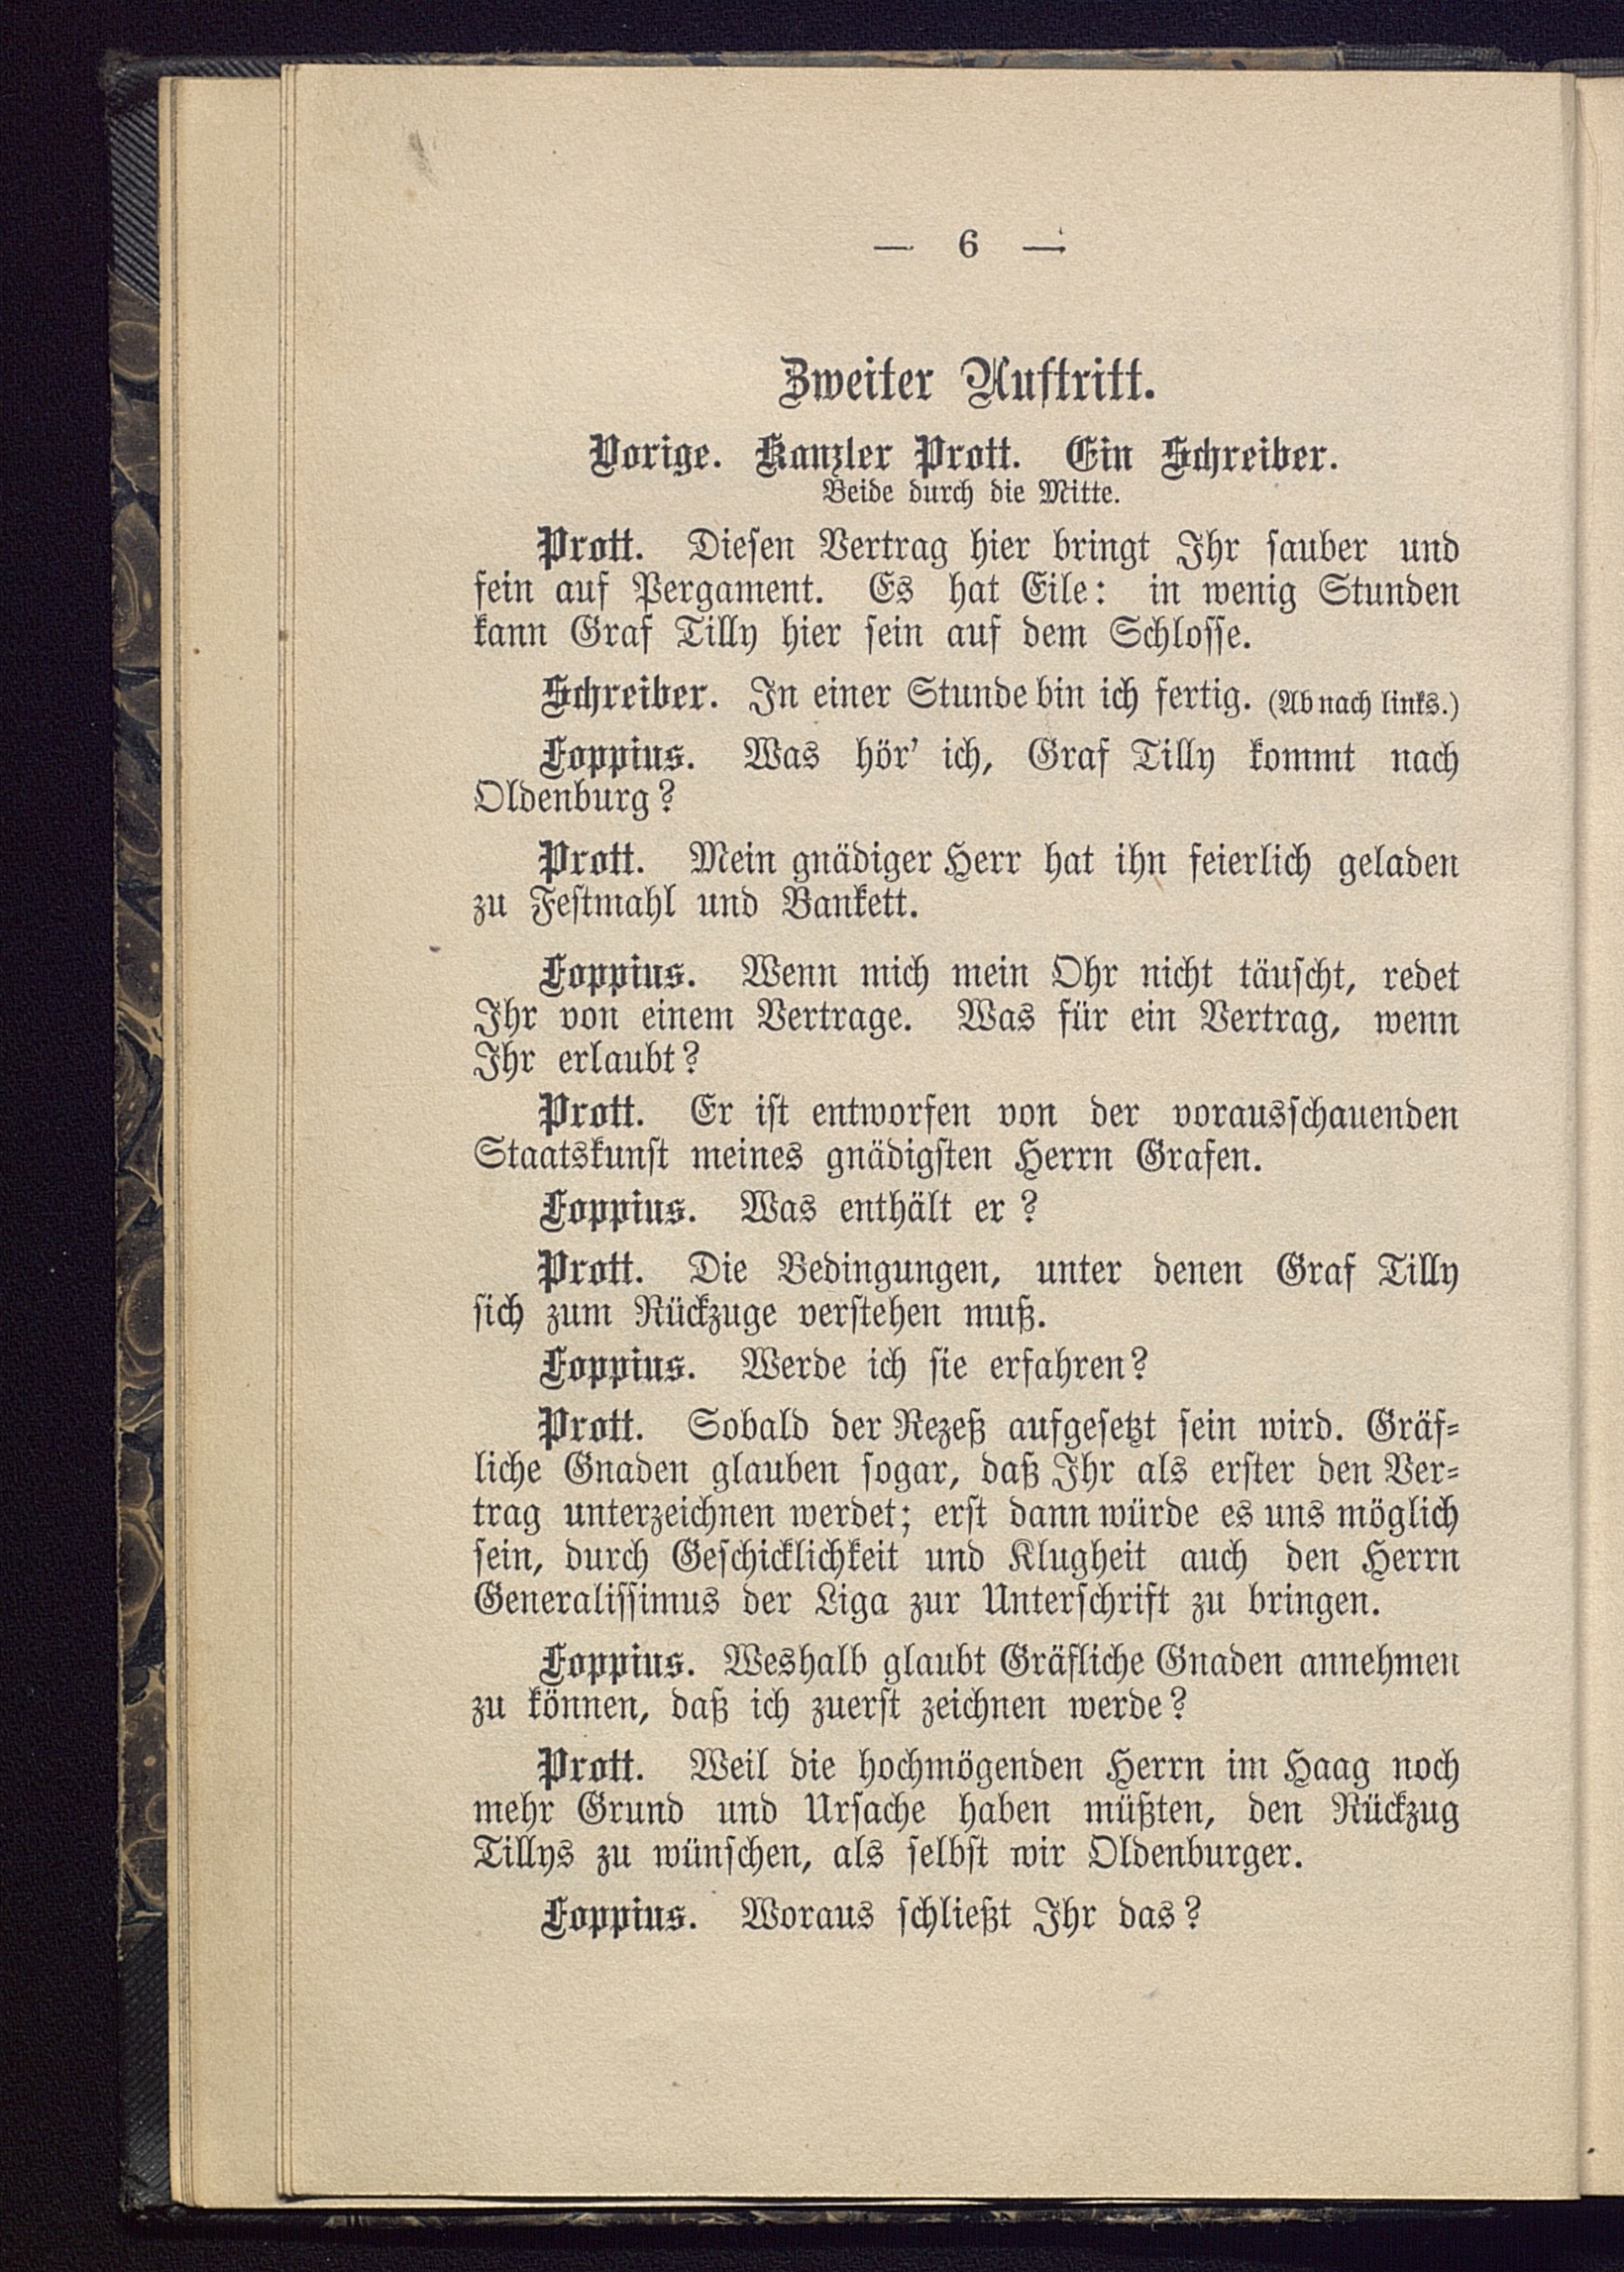 — 6 —
Zweiter Auftritt.
Vorige. Kanzler Prott. Ein Schreiber.
Beide durch die Mitte.
Prott. Diesen Vertrag hier bringt Ihr sauber und
fein auf Pergament. Es hat Eile: in wenig Stunden
kann Graf Tilly hier sein auf dem Schlosse.
Schreiber. In einer Stunde bin ich fertig. (Ab nach links.)
Foppius. Was hör' ich, Graf Tilly kommt nach
Oldenburg?
Prott. Mein gnädiger Herr hat ihn feierlich geladen
zu Festmahl und Bankett.
Foppius. Wenn mich mein Ohr nicht täuscht, redet
Ihr von einem Vertrage. Was für ein Vertrag, wenn
Ihr erlaubt?
Prott. Er ist entworfen von der vorausschauenden
Staatskunst meines gnädigsten Herrn Grafen.
Foppius. Was enthält er?
Prott. Die Bedingungen, unter denen Graf Tilly
sich zum Rückzuge verstehen muß.
Foppius. Werde ich sie erfahren?
Prott. Sobald der Rezeß aufgesetzt sein wird. Gräf-
liche Gnaden glauben sogar, daß Ihr als erster den Ver-
trag unterzeichnen werdet; erst dann würde es uns möglich
sein, durch Geschicklichkeit und Klugheit auch den Herrn
Generalissimus der Liga zur Unterschrift zu bringen.
Foppius. Weshalb glaubt Gräfliche Gnaden annehmen
zu können, daß ich zuerst zeichnen werde?
Prott. Weil die hochmögenden Herrn im Haag noch
mehr Grund und Ursache haben müßten, den Rückzug
Tillys zu wünschen, als selbst wir Oldenburger.
Foppius. Woraus schließt Ihr das?